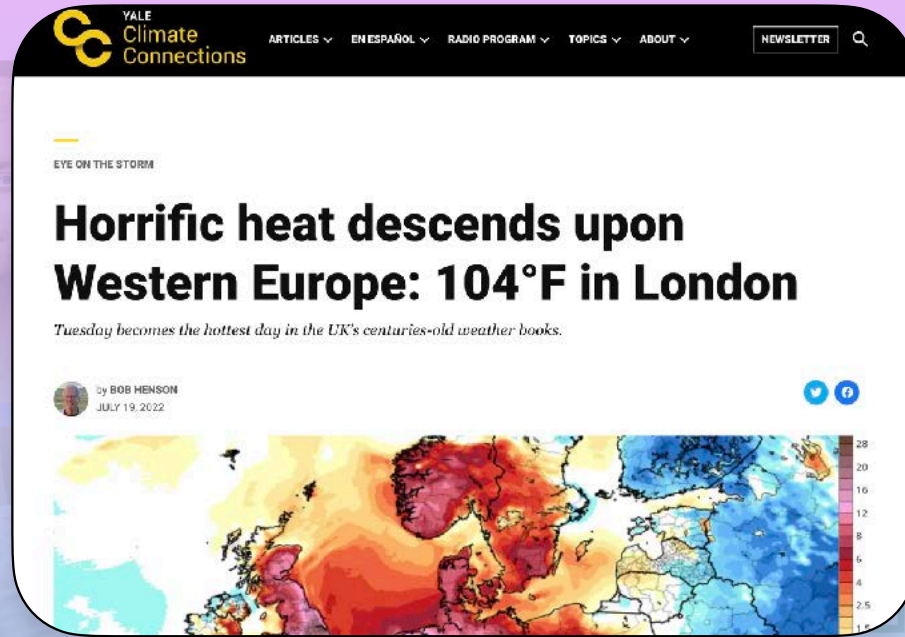 YALE
Climate
Connections
ARTICLES EN ESPAÑOL RADIO PROGRAM TOPICS ABOUT NEWSLETTER
EYE ON THE STORM
Horrific heat descends upon
Western Europe: 104°F in London
Tuesday becomes the hottest day in the UK's centuries-old weather books.
by BOB HENSON
JULY 19, 2022
28
20
16
12
8
6
4
2.5
1.5